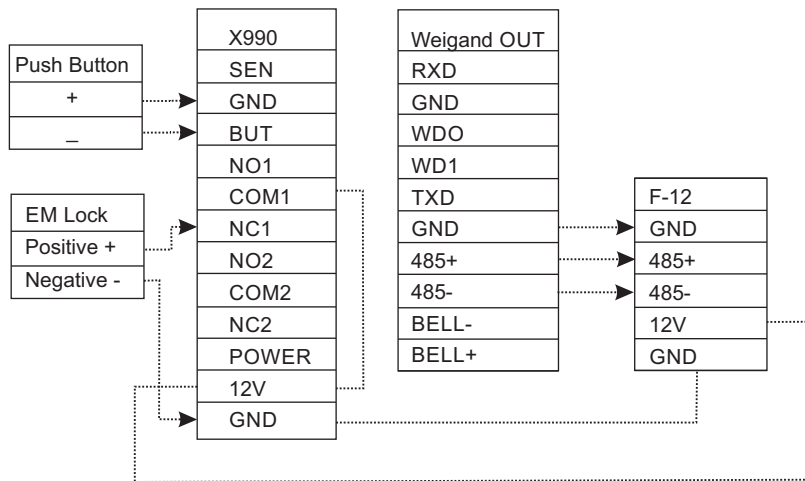 Push Button
+
_
EM Lock
Positive +
Negative -
X990
SEN
GND
BUT
NO1
COM1
NC1
NO2
COM2
NC2
POWER
12V
GND
Weigand OUT
RXD
GND
WDO
WD1
TXD
GND
485+
485-
BELL-
BELL+
F-12
GND
485+
485-
12V
GND